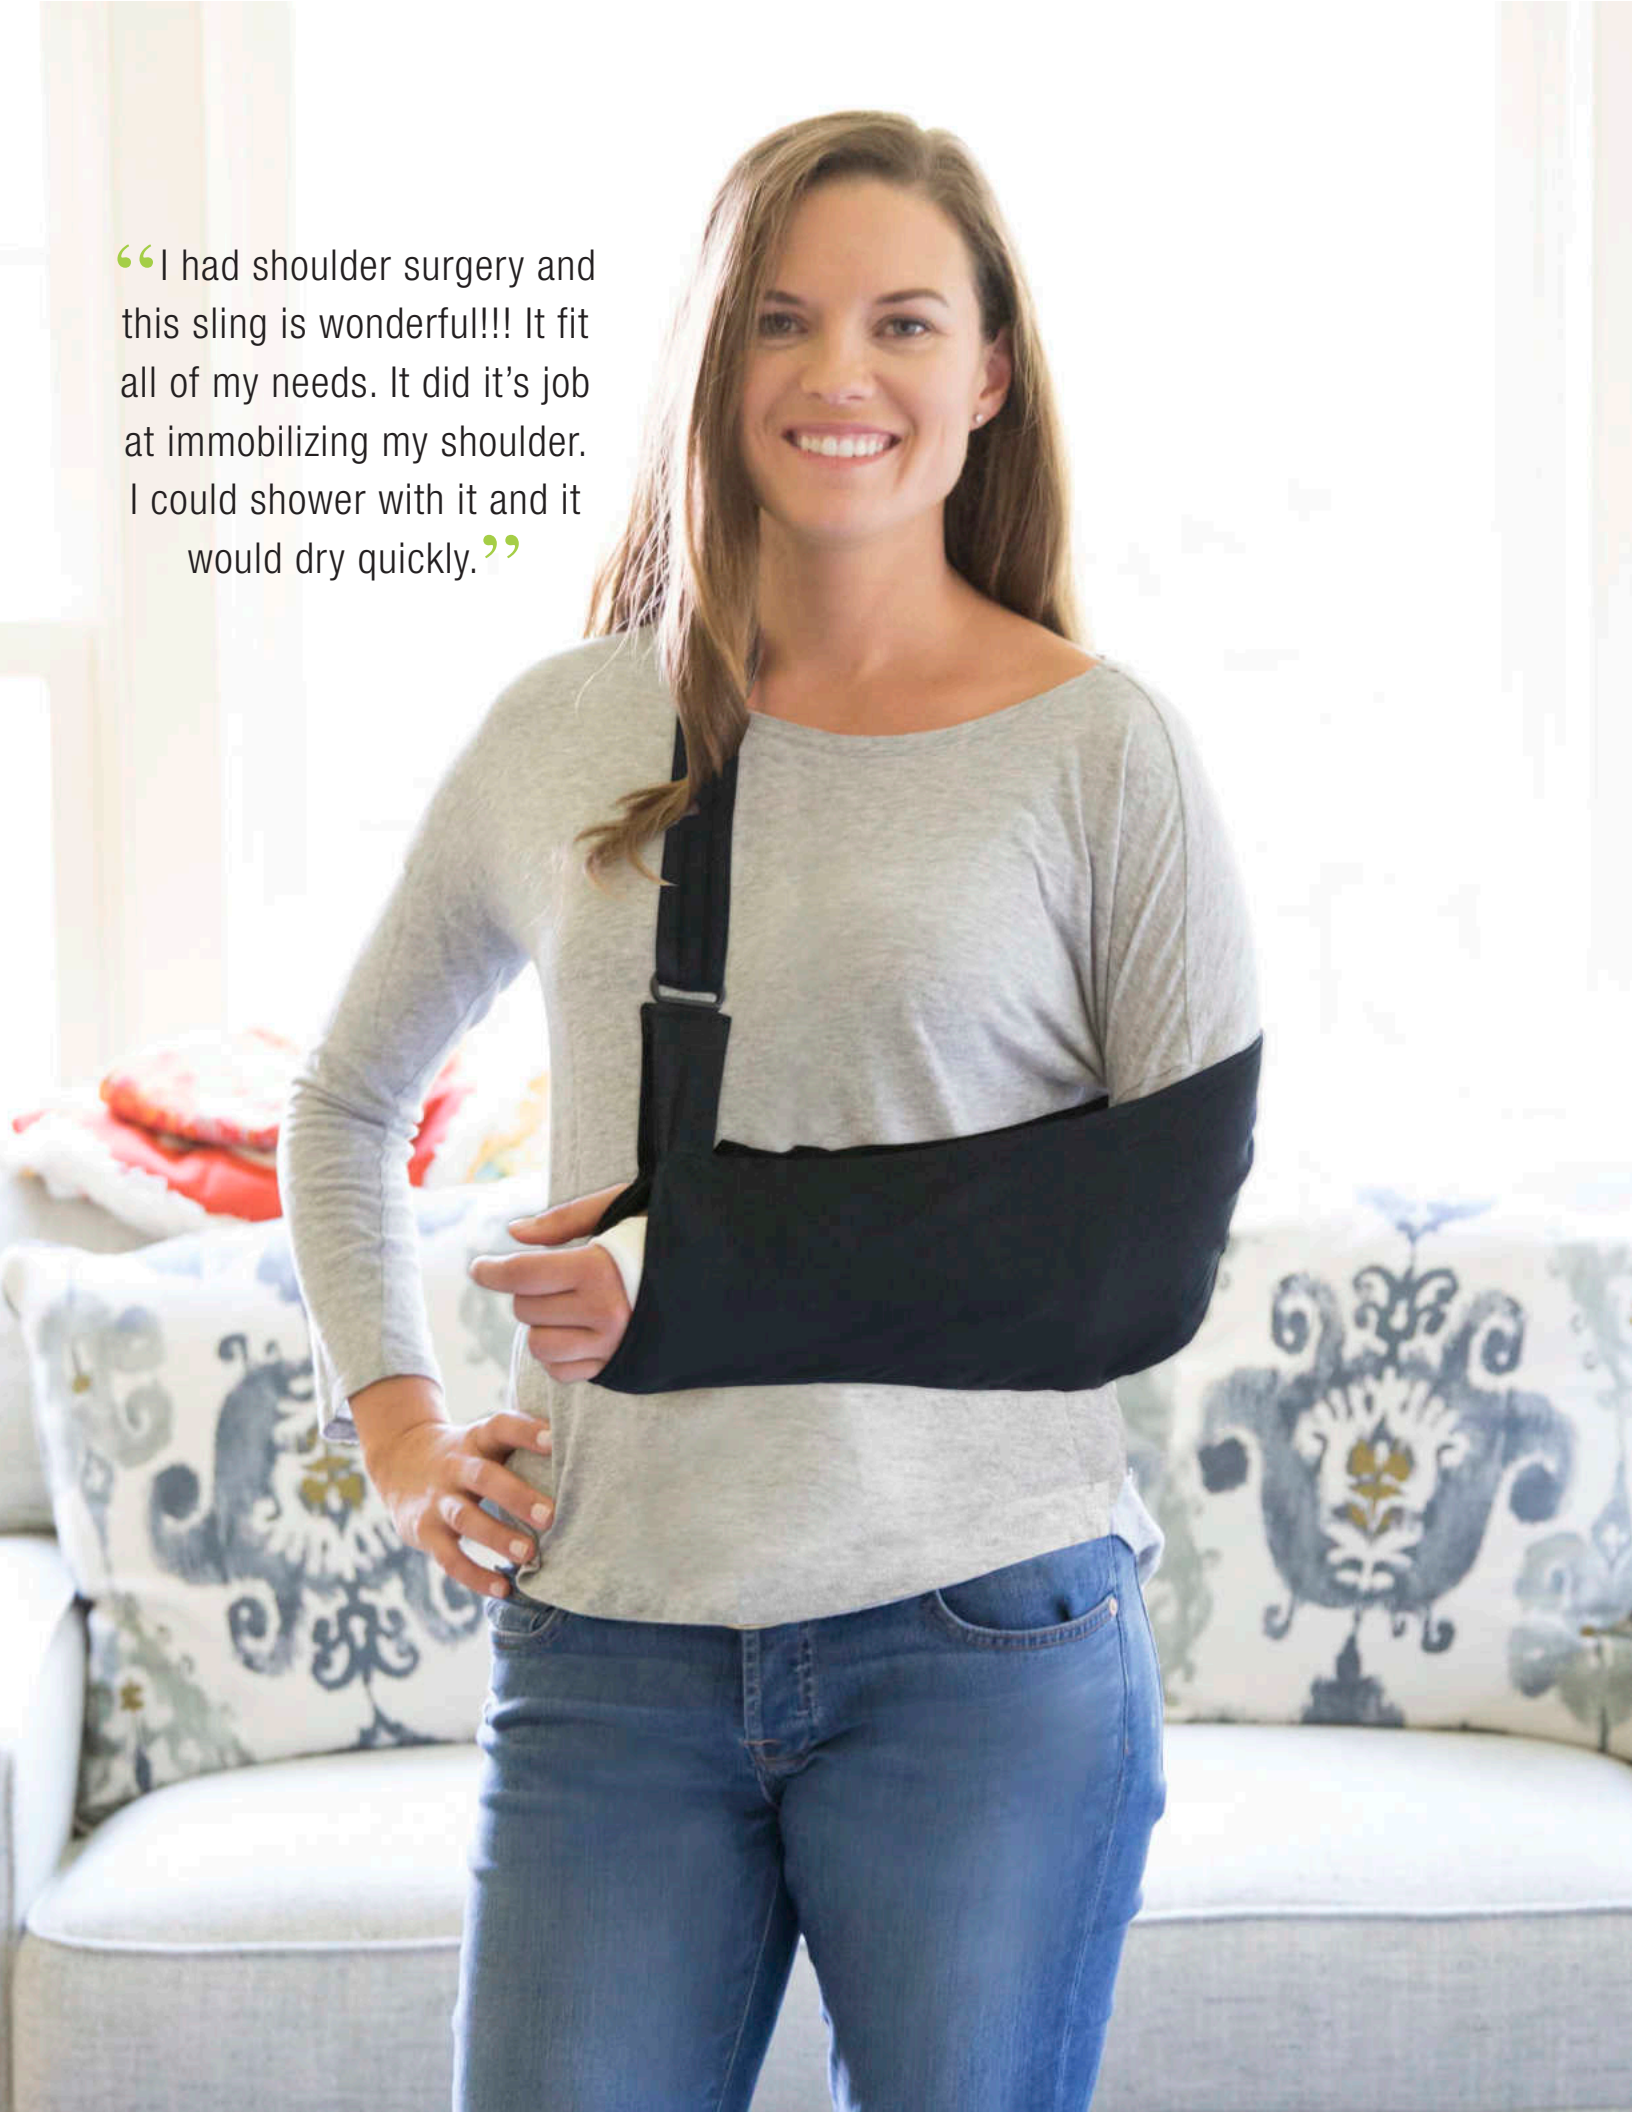 “I had shoulder surgery and
this sling is wonderful!!! It fit
all of my needs. It did it’s job
at immobilizing my shoulder.
I could shower with it and it
would dry quickly.”